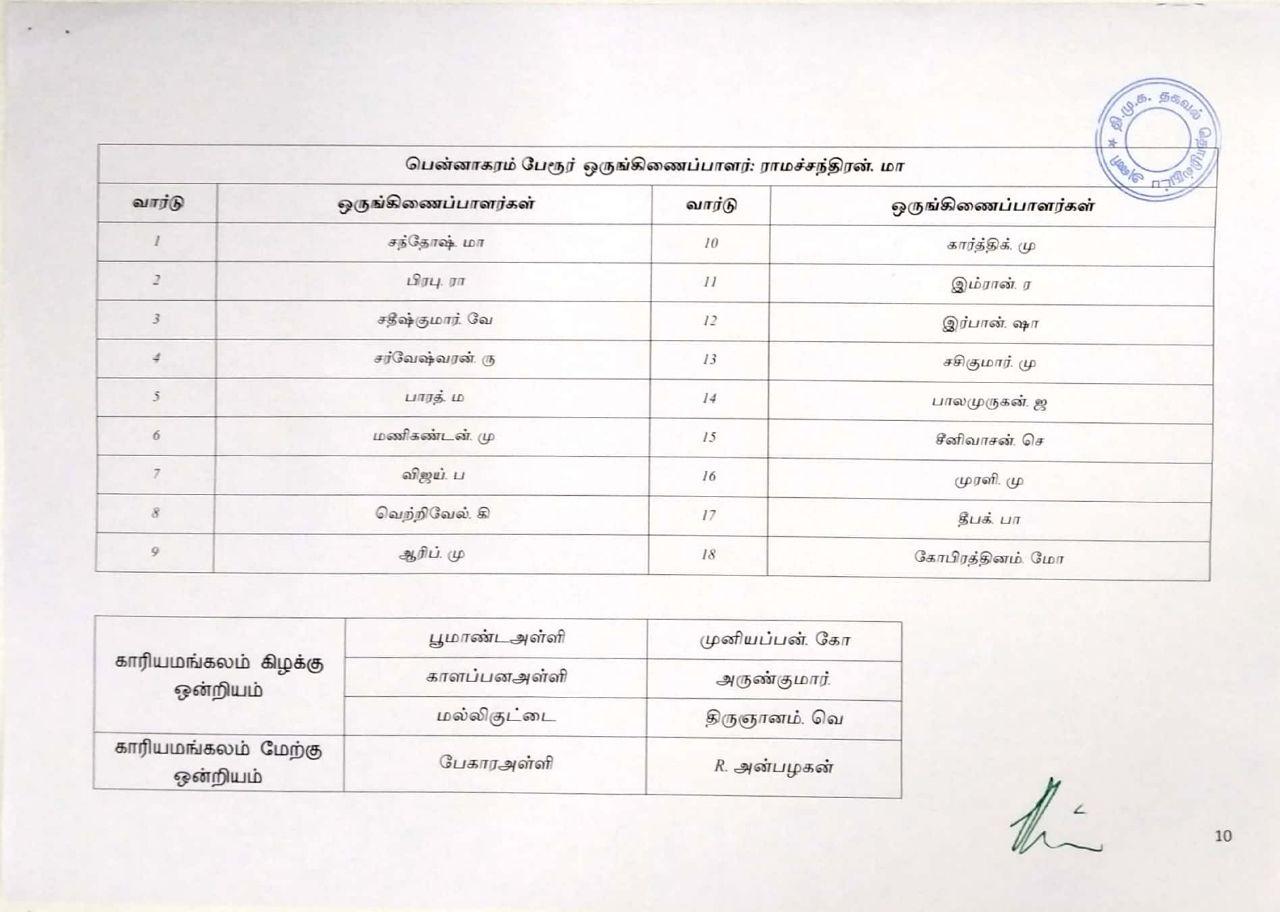 தி.மு.க. தகவல் தொழில்நுட்ப அணி
பென்னாகரம் பேரூர் ஒருங்கிணைப்பாளர்: ராமச்சந்திரன். மா
வார்டு ஒருங்கிணைப்பாளர்கள் வார்டு ஒருங்கிணைப்பாளர்கள்
1 சந்தோஷ். மா 10 கார்த்திக். மு
2 பிரபு. ரா 11 இம்ரான். ர
3 சதீஷ்குமார். வே 12 இர்பான். ஷா
4 சர்வேஷ்வரன். ரு 13 சசிகுமார். மு
5 பாரத். ம 14 பாலமுருகன். ஜ
6 மணிகண்டன். மு 15 சீனிவாசன். செ
7 விஜய். ப 16 முரளி. மு
8 வெற்றிவேல். கி 17 தீபக். பா
9 ஆரிப். மு 18 கோபிரத்தினம். மோ
காரியமங்கலம் கிழக்கு
ஒன்றியம்
பூமாண்டஅள்ளி முனியப்பன். கோ
காளப்பனஅள்ளி அருண்குமார்.
மல்லிகுட்டை திருஞானம். வெ
காரியமங்கலம் மேற்கு
ஒன்றியம்
பேகாரஅள்ளி R. அன்பழகன்
10